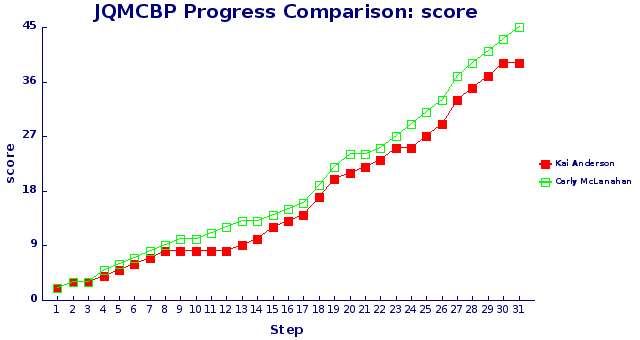 JQMCBP Progress Comparison: score
45
36
27
18
9
0
score
1 2 3 4 5 6 7 8 9 10 11 12 13 14 15 16 17 18 19 20 21 22 23 24 25 26 27 28 29 30 31
Step
Kai Anderson
Carly McLanahan